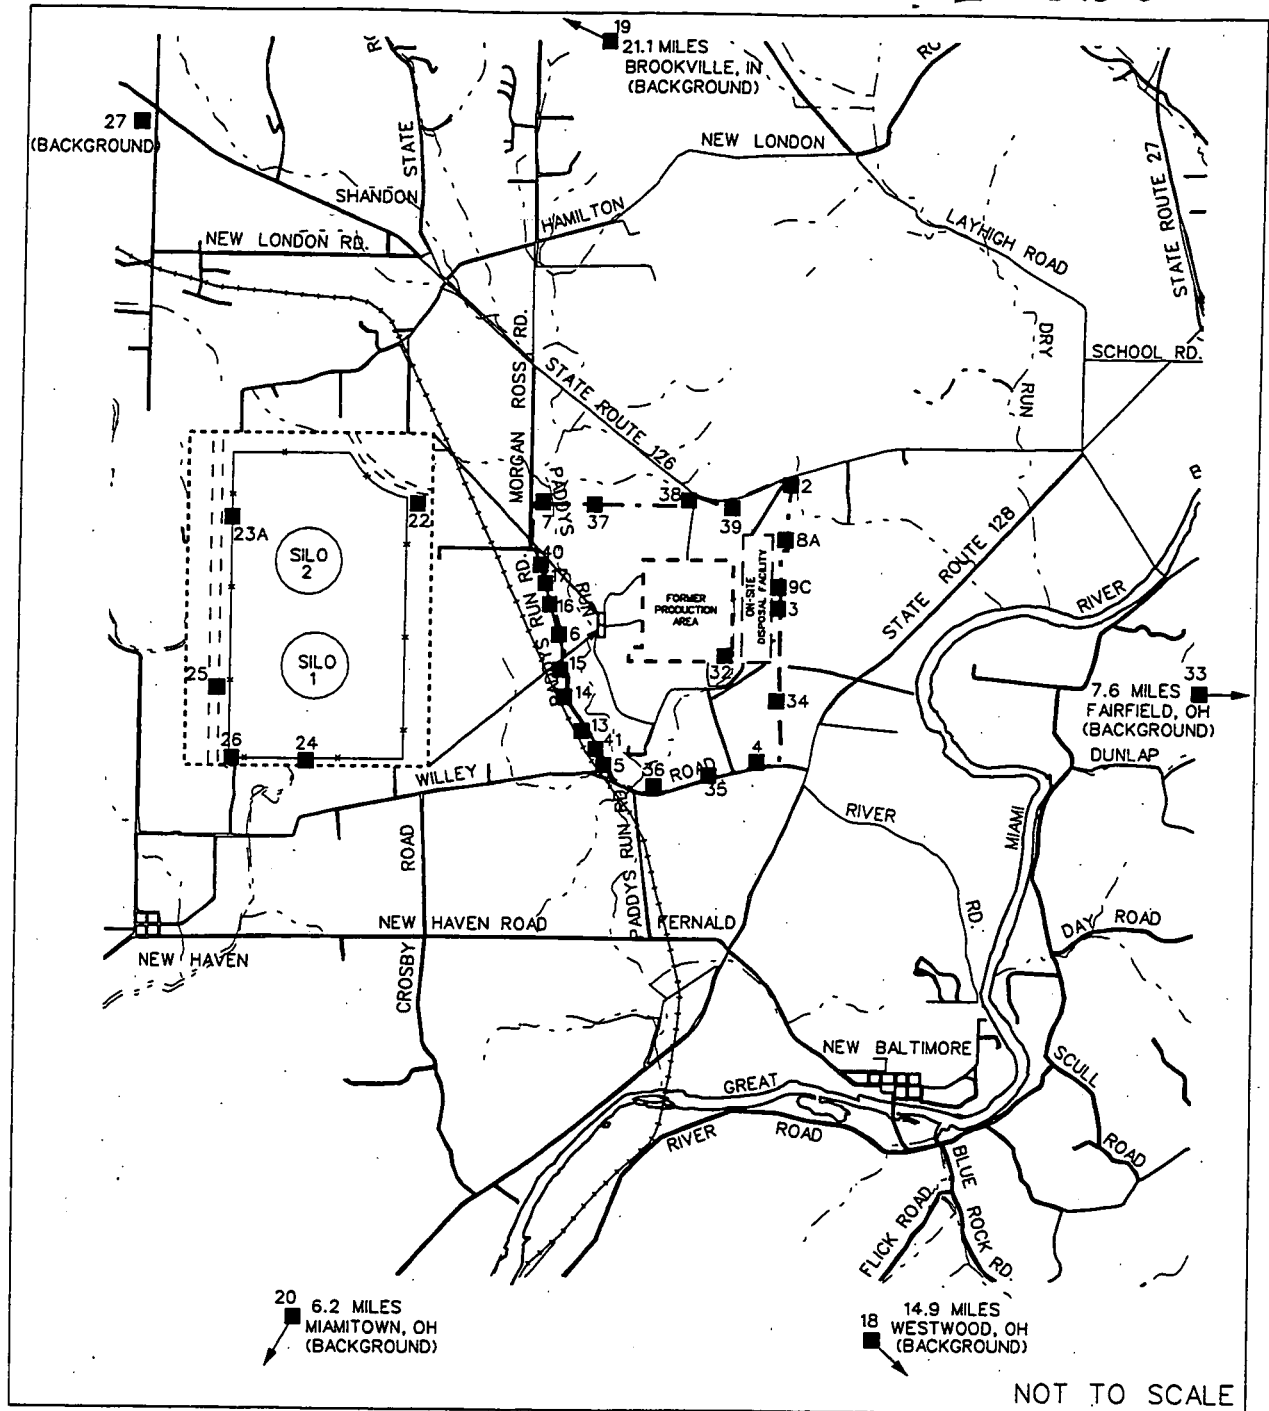 19
21.1 MILES
BROOKVILLE, IN
(BACKGROUND)
27
(BACKGROUND)
STATE
NEW LONDON
SHANDON
HAMILTON
NEW LONDON RD.
LAYHIGH ROAD
STATE ROUTE 27
MORGAN ROSS RD.
STATE ROUTE 126
DRY RUN
SCHOOL RD.
PADDYS RUN
22
23A
SILO
2
SILO
1
25
26
24
7
37
38
39
2
8A
9C
3
40
16
6
15
14
13
41
5
PADDYS RUN RD.
FORMER
PRODUCTION
AREA
ON-SITE
DISPOSAL FACILITY
32
34
4
35
36
STATE ROUTE 128
RIVER
33
7.6 MILES
FAIRFIELD, OH
(BACKGROUND)
DUNLAP
WILLEY ROAD
MIAMI
RIVER RD.
CROSBY ROAD
PADDYS RUN RD.
NEW HAVEN ROAD
FERNALD
NEW HAVEN
DAY ROAD
NEW BALTIMORE
SCULL ROAD
GREAT
RIVER ROAD
BLUE ROCK RD.
FLICK ROAD
20
6.2 MILES
MIAMITOWN, OH
(BACKGROUND)
18
14.9 MILES
WESTWOOD, OH
(BACKGROUND)
NOT TO SCALE